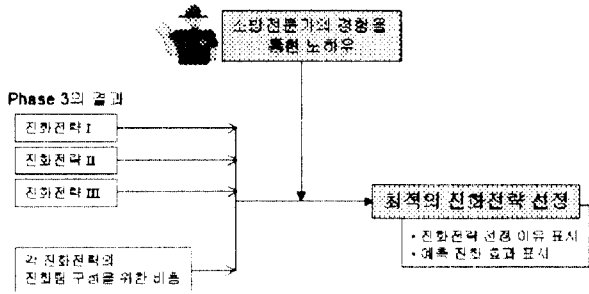 소방전문가의 경험을
통한 노하우
Phase 3의 결과
진화전략 I
진화전략 II
진화전략 III
최적의 진화전략 선정
• 진화전략 선정 이유 표시
• 예측 진화 효과 표시
각 진화전략의
진화팀 구성을 위한 비용